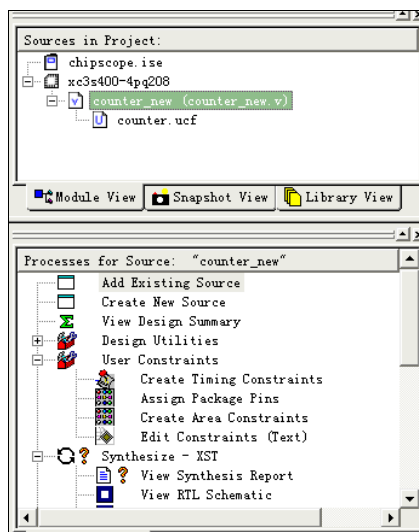 Sources in Project:
chipscope.ise
xc3s400-4pq208
counter_new (counter_new.v)
counter.ucf
Module View
Snapshot View
Library View
Processes for Source: "counter_new"
Add Existing Source
Create New Source
View Design Summary
Design Utilities
User Constraints
Create Timing Constraints
Assign Package Pins
Create Area Constraints
Edit Constraints (Text)
Synthesize - XST
View Synthesis Report
View RTL Schematic